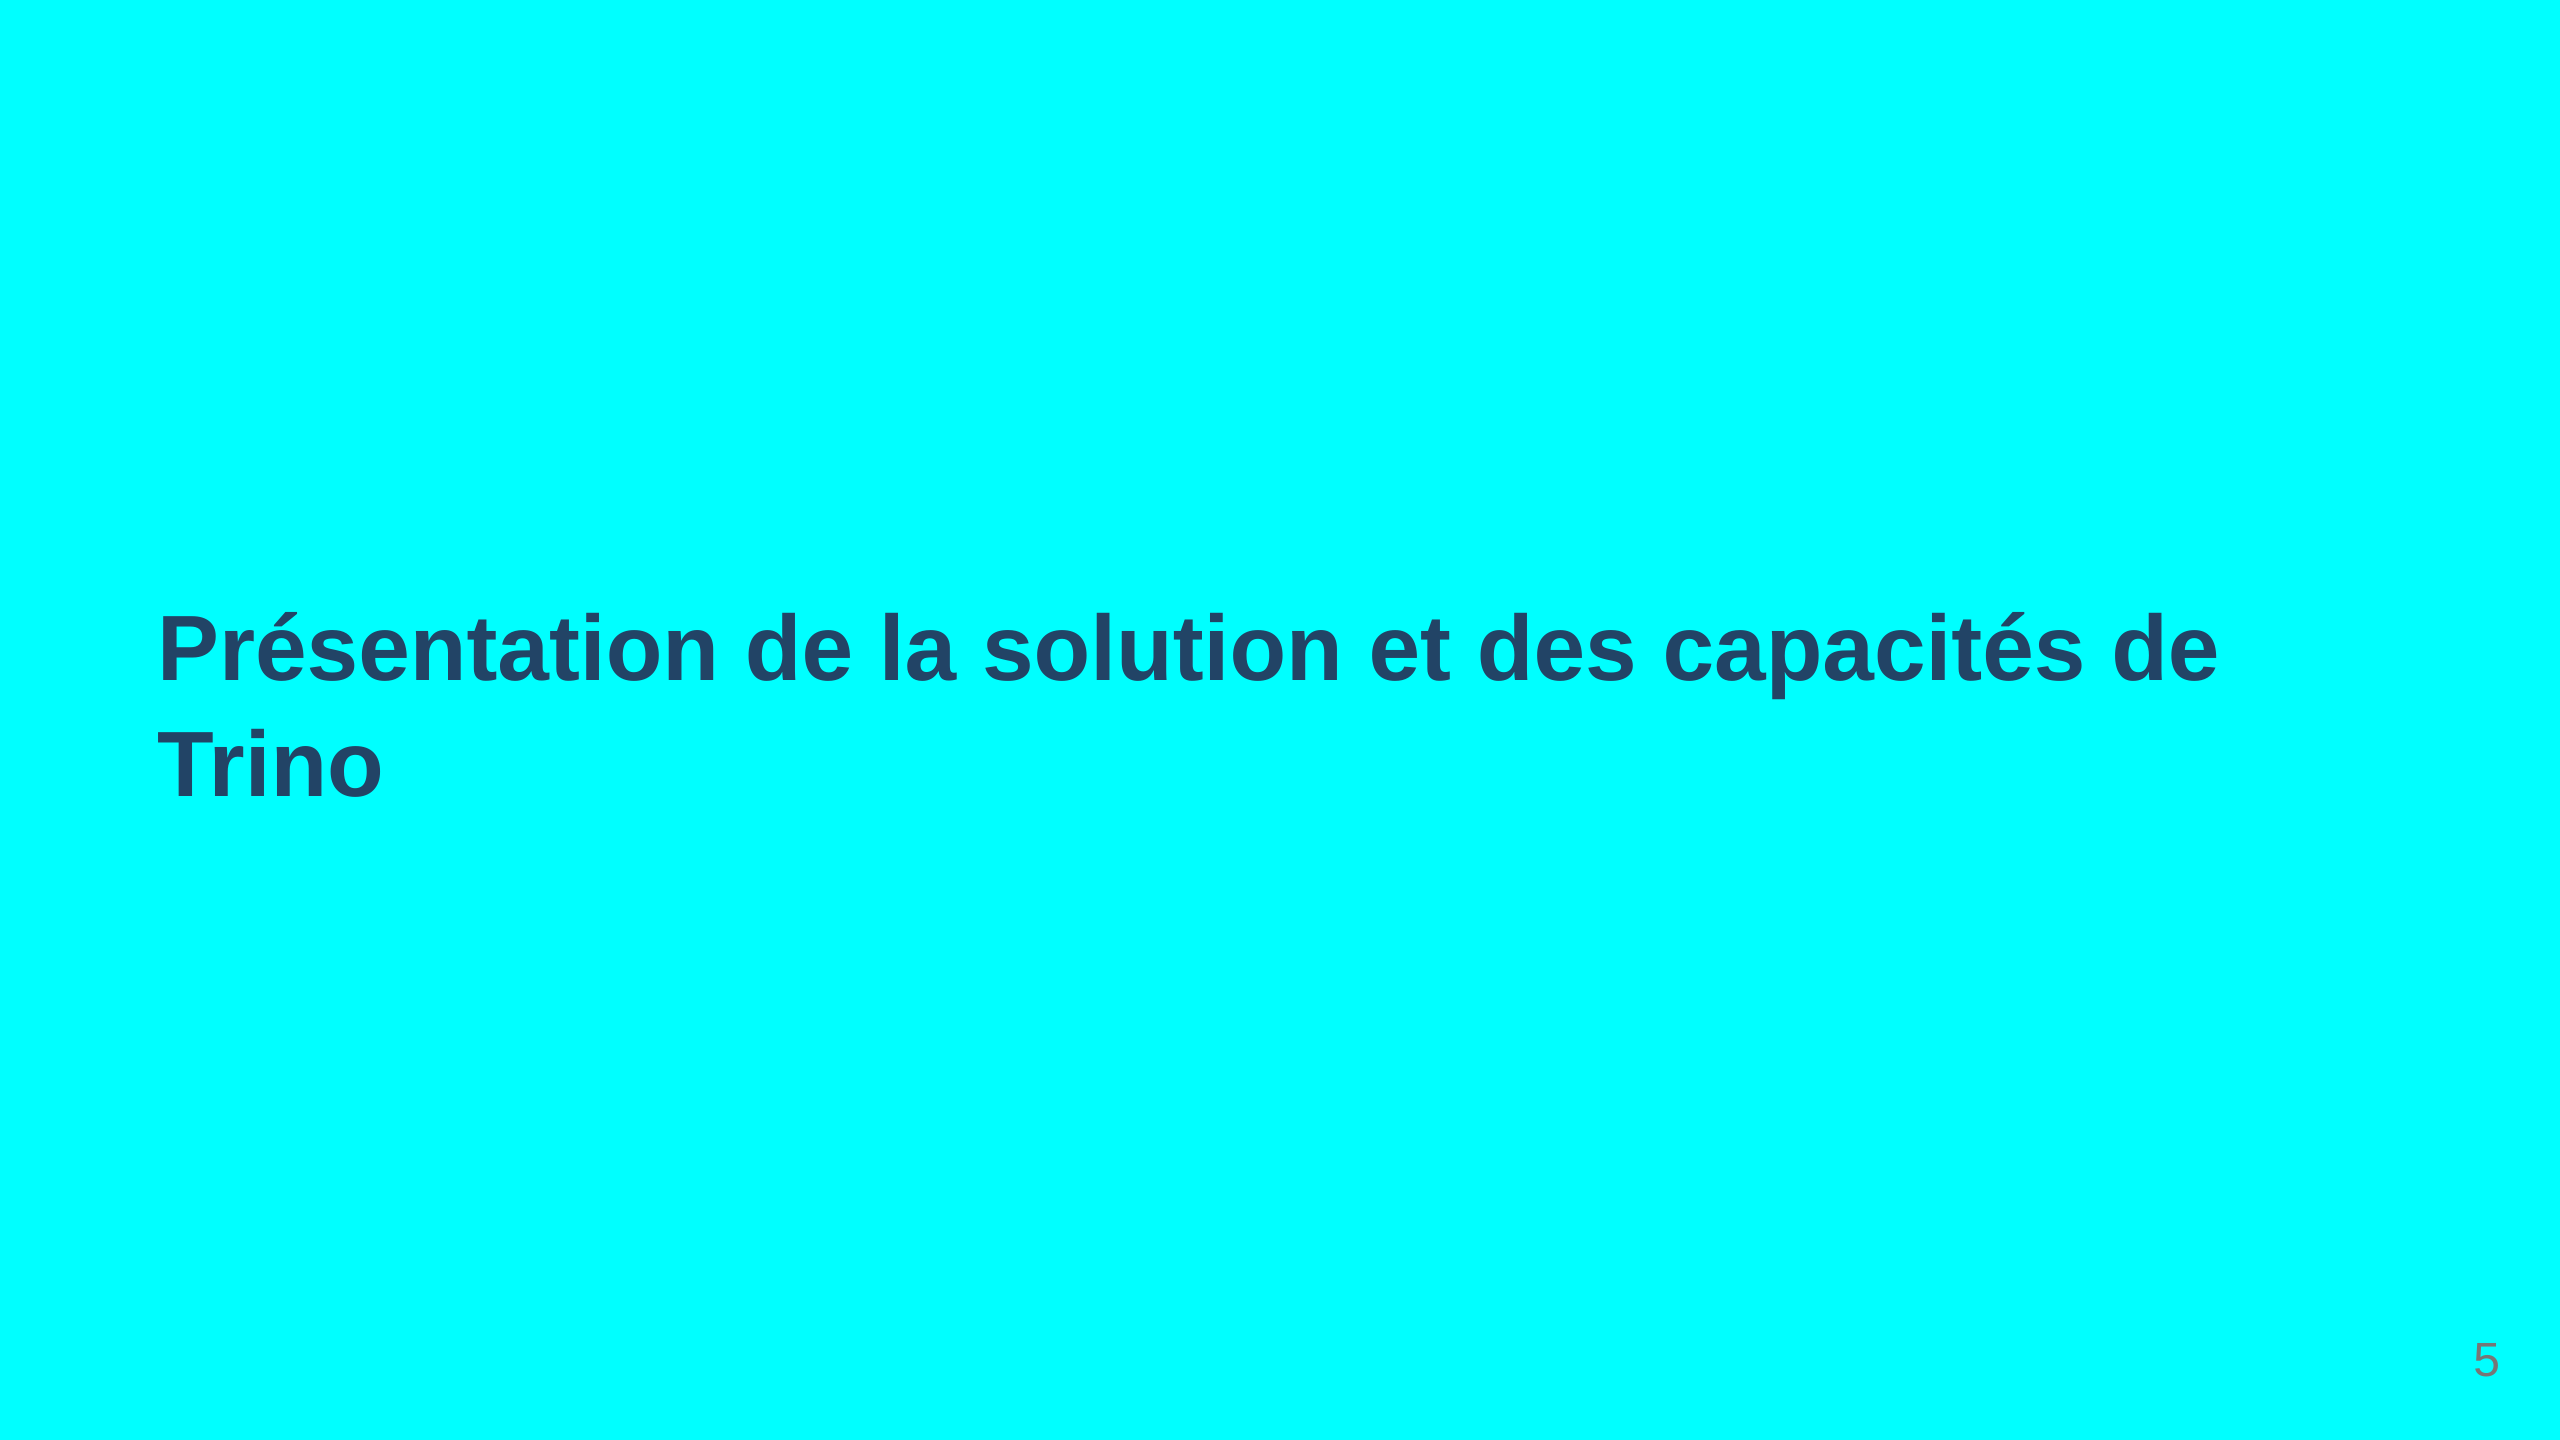 Présentation de la solution et des capacités de
Trino
5